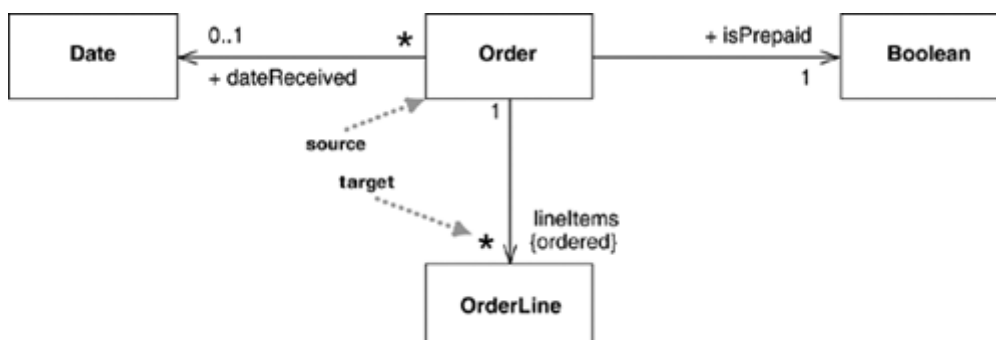 Date
0..1
*
+ dateReceived
Order
+ isPrepaid
1
Boolean
1
source
target
*
lineItems
{ordered}
OrderLine